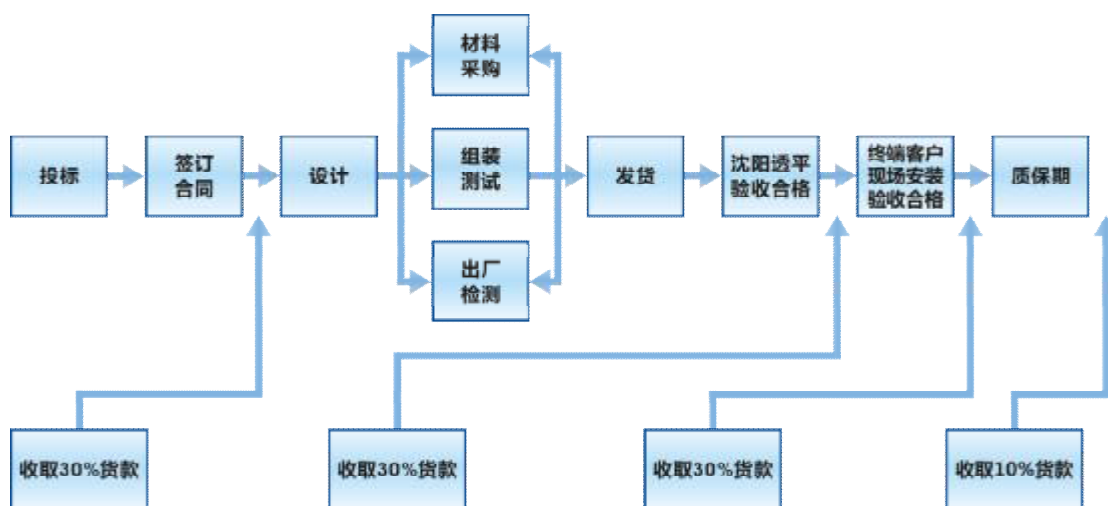 材料
采购
投标
签订
合同
设计
组装
测试
发货
沈阳透平
验收合格
终端客户
现场安装
验收合格
质保期
出厂
检测
收取30%货款
收取30%货款
收取30%货款
收取10%货款